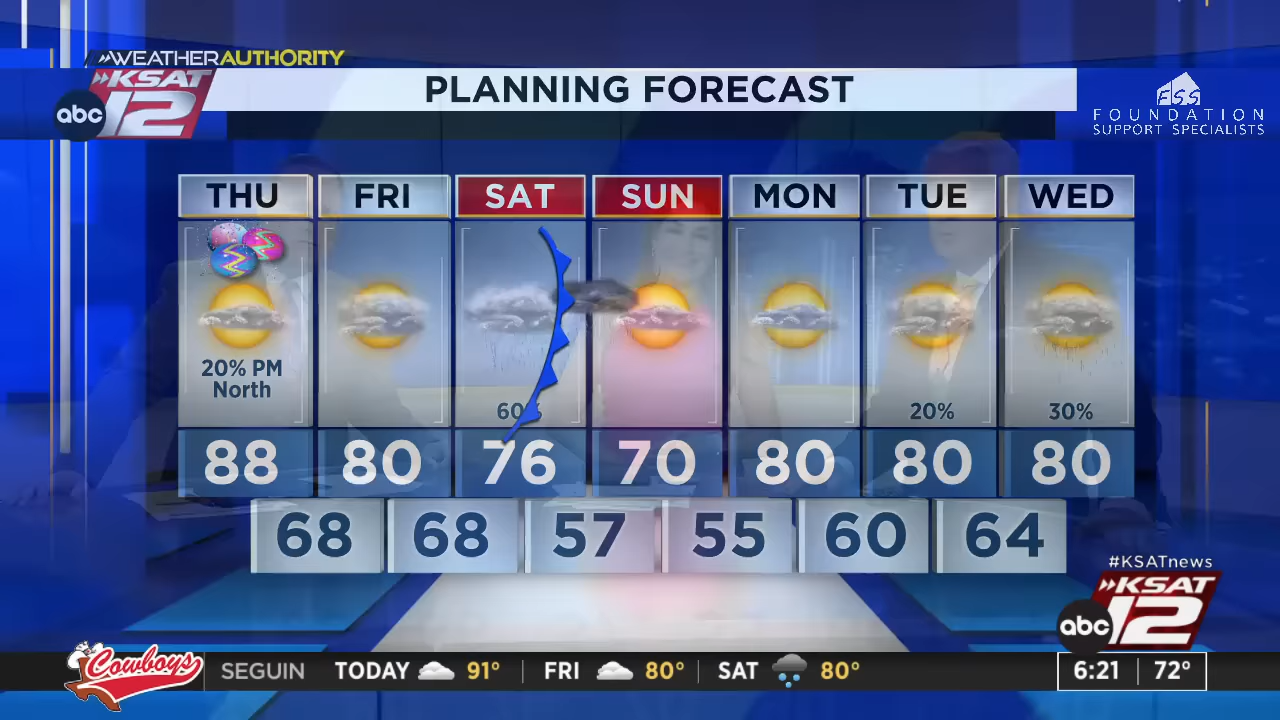 WEATHERAUTHORITY
KSAT
abc 12
PLANNING FORECAST
FSS
FOUNDATION
SUPPORT SPECIALISTS
THU FRI SAT SUN MON TUE WED
20% PM
North
60% 20% 30%
88 80 76 70 80 80 80
68 68 57 55 60 64
#KSATnews
KSAT
abc 12
Cowboys SEGUIN TODAY 91° FRI 80° SAT 80° 6:21 72°